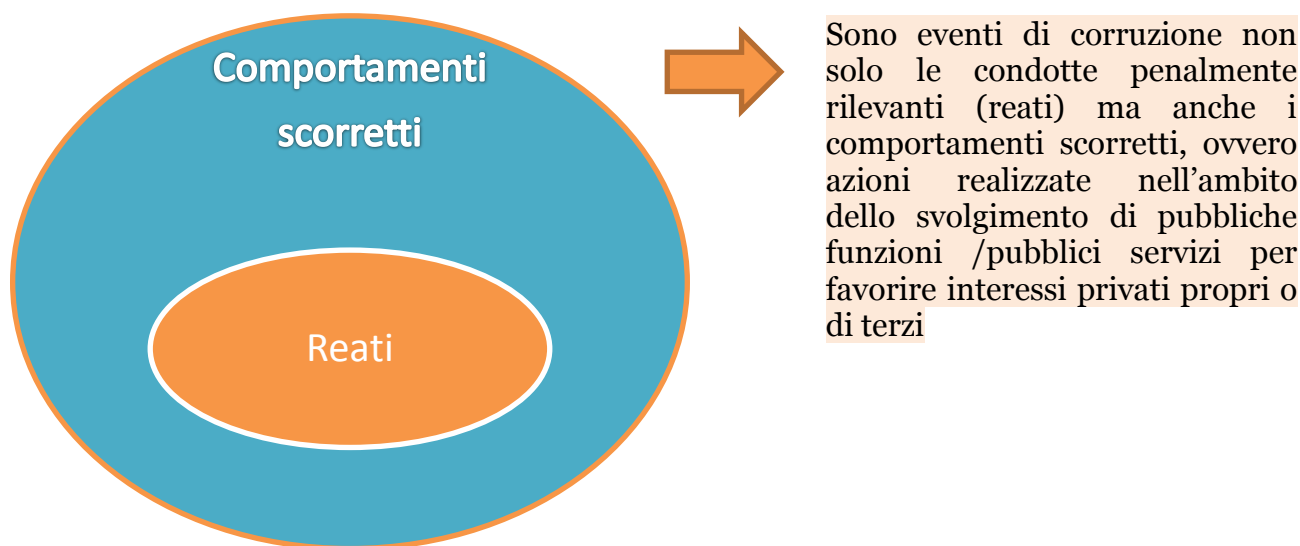 Comportamenti
scorretti
Reati
Sono eventi di corruzione non
solo le condotte penalmente
rilevanti (reati) ma anche i
comportamenti scorretti, ovvero
azioni realizzate nell’ambito
dello svolgimento di pubbliche
funzioni /pubblici servizi per
favorire interessi privati propri o
di terzi